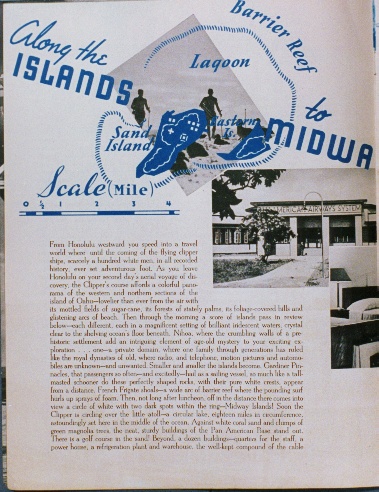 Along the
ISLANDS
Barrier Reef
Lagoon
to
MIDWA
Sand
Island
Eastern
Is.
Scale (Mile)
0 ½ 1 2 3 4
AMERICAN AIRWAYS SYSTEM
From Honolulu westward you speed into a travel
world where until the coming of the flying clipper
ships, scarcely a hundred white men, in all recorded
history, ever set adventurous foot. As you leave
Honolulu on your second day's aerial voyage of dis-
covery, the Clipper's course affords a colorful pano-
rama of the western and northern sections of the
island of Oahu—lovelier than ever from the air with
its mottled fields of sugar-cane, its forests of stately palms, its foliage-covered hills and
glistening arcs of beach. Then through the morning a score of islands pass in review
below—each different, each in a magnificent setting of brilliant iridescent waters, crystal
clear to the shelving ocean's floor beneath. Nihoa, where the crumbling walls of a pre-
historic settlement add an intriguing element of age-old mystery to your exciting ex-
ploration . . . one—a private domain, where one family through generations has ruled
like the royal dynasties of old, where radio, and telephone, motion pictures and automo-
biles are unknown—and unwanted. Smaller and smaller the islands become. Gardner Pin-
nacles, that passengers so often—and excitedly—hail as a sailing vessel, so much like a tall-
masted schooner do these perfectly shaped rocks, with their pure white crests, appear
from a distance. French Frigate shoals—a wide arc of barrier reef where the pounding surf
hurls up sprays of foam. Then, not long after luncheon, off in the distance there comes into
view a circle of white with two dark spots within the ring—Midway Islands! Soon the
Clipper is circling over the little atoll—a circular lake, eighteen miles in circumference,
astoundingly set here in the middle of the ocean. Against white coral sand and clumps of
green magnolia trees, the neat, sturdy buildings of the Pan American Base stand out.
There is a golf course in the sand! Beyond, a dozen buildings—quarters for the staff, a
power house, a refrigeration plant and warehouse, the well-kept compound of the cable